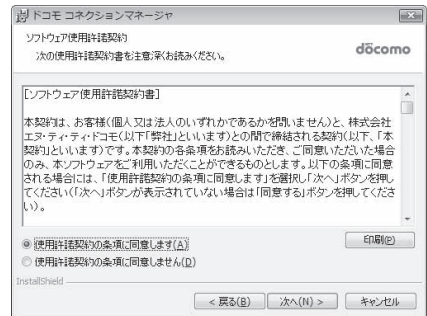 ドコモ コネクションマネージャ
ソフトウェア使用許諾契約
次の使用許諾契約書を注意深くお読みください。
döcomo
[ソフトウェア使用許諾契約書]
本契約は、お客様(個人又は法人のいずれかであるかを問いません)と、株式会社
エヌ・ティ・ティ・ドコモ(以下「弊社」といいます)との間で締結される契約(以下、「本
契約」といいます)です。本契約の各条項をお読みいただき、ご同意いただいた場合
のみ、本ソフトウェアをご利用いただくことができるものとします。以下の条項に同意
される場合には、「使用許諾契約の条項に同意します」を選択し「次へ」ボタンを押し
てください(「次へ」ボタンが表示されていない場合は「同意する」ボタンを押してくださ
い)。
使用許諾契約の条項に同意します(A)
印刷(P)
使用許諾契約の条項に同意しません(D)
InstallShield
< 戻る(B)
次へ(N) >
キャンセル